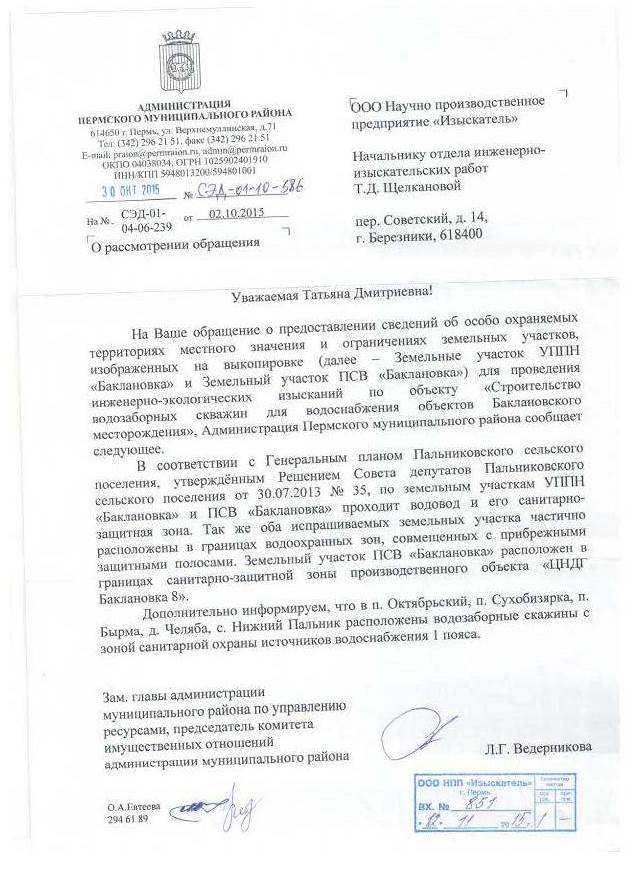 АДМИНИСТРАЦИЯ
ПЕРМСКОГО МУНИЦИПАЛЬНОГО РАЙОНА
614650 г. Пермь, ул. Верхнемуллинская, д.71
Тел. (342) 296 21 51, факс (342) 296 21 51
E-mail: praion@permraion.ru, admin@permraion.ru
ОКПО 04038034, ОГРН 1025902401910
ИНН/КПП 5948013200/594801001
30 ОКТ 2015 № СЭД-01-10-586
На № СЭД-01-04-06-239 от 02.10.2015
О рассмотрении обращения
ООО Научно производственное
предприятие «Изыскатель»
Начальнику отдела инженерно-
изыскательских работ
Т.Д. Щелкановой
пер. Советский, д. 14,
г. Березники, 618400
Уважаемая Татьяна Дмитриевна!
На Ваше обращение о предоставлении сведений об особо охраняемых
территориях местного значения и ограничениях земельных участков,
изображенных на выкопировке (далее – Земельные участок УППН
«Баклановка» и Земельный участок ПСВ «Баклановка») для проведения
инженерно-экологических изысканий по объекту «Строительство
водозаборных скважин для водоснабжения объектов Баклановского
месторождения», Администрация Пермского муниципального района сообщает
следующее.
В соответствии с Генеральным планом Пальниковского сельского
поселения, утверждённым Решением Совета депутатов Пальниковского
сельского поселения от 30.07.2013 № 35, по земельным участкам УППН
«Баклановка» и ПСВ «Баклановка» проходит водовод и его санитарно-
защитная зона. Так же оба испрашиваемых земельных участка частично
расположены в границах водоохранных зон, совмещенных с прибрежными
защитными полосами. Земельный участок ПСВ «Баклановка» расположен в
границах санитарно-защитной зоны производственного объекта «ЦНДГ
Баклановка 8».
Дополнительно информируем, что в п. Октябрьский, п. Сухобизярка, п.
Бырма, д. Челяба, с. Нижний Пальник расположены водозаборные скажины с
зоной санитарной охраны источников водоснабжения 1 пояса.
Зам. главы администрации
муниципального района по управлению
ресурсами, председатель комитета
имущественных отношений
администрации муниципального района
Л.Г. Ведерникова
О.А.Евтеева
294 61 89
ООО НПП «Изыскатель»
г. Пермь
ВХ. № 851
12 11 2015 г. 1 –